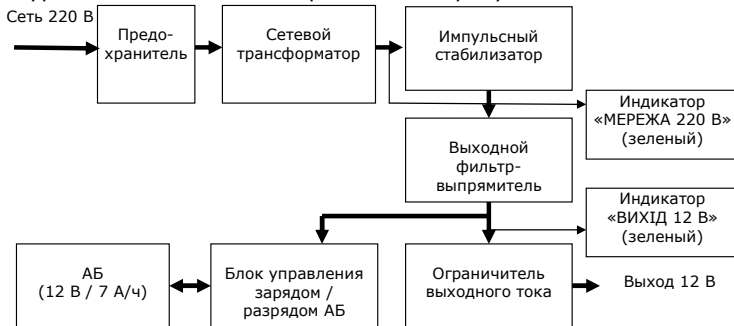 Сеть 220 В
Предо-
хранитель
Сетевой
трансформатор
Импульсный
стабилизатор
Индикатор
«МЕРЕЖА 220 В»
(зеленый)
Выходной
фильтр-
выпрямитель
Индикатор
«ВИХІД 12 В»
(зеленый)
АБ
(12 В / 7 А/ч)
Блок управления
зарядом /
разрядом АБ
Ограничитель
выходного тока
Выход 12 В